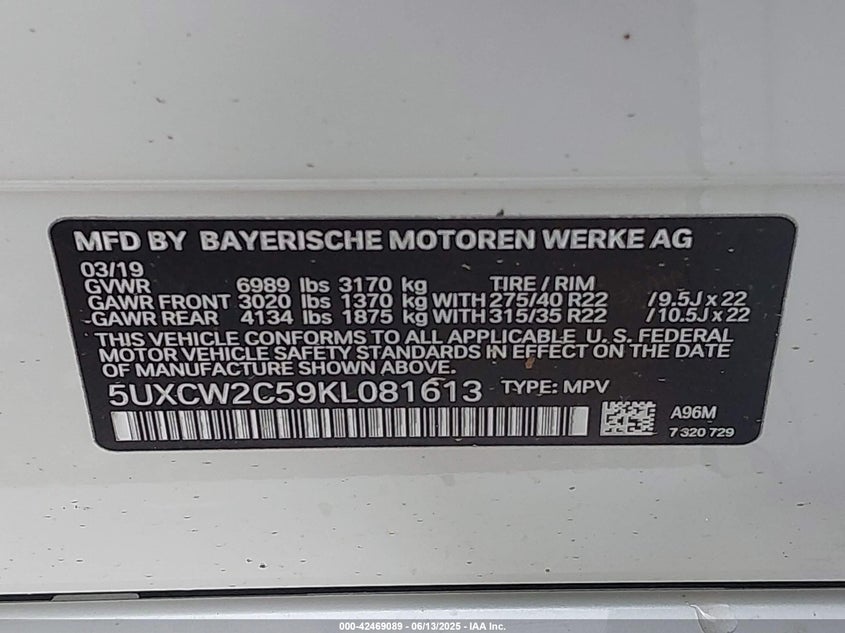 MFD BY BAYERISCHE MOTOREN WERKE AG
03/19
GVWR 6989 lbs 3170 kg TIRE / RIM
GAWR FRONT 3020 lbs 1370 kg WITH 275/40 R22 / 9.5J x 22
GAWR REAR 4134 lbs 1875 kg WITH 315/35 R22 / 10.5J x 22
THIS VEHICLE CONFORMS TO ALL APPLICABLE U. S. FEDERAL
MOTOR VEHICLE SAFETY STANDARDS IN EFFECT ON THE DATE
OF MANUFACTURE SHOWN ABOVE.
5UXCW2C59KL081613 TYPE: MPV
A96M
7 320 729
000-42469089 - 06/13/2025 - IAA Inc.